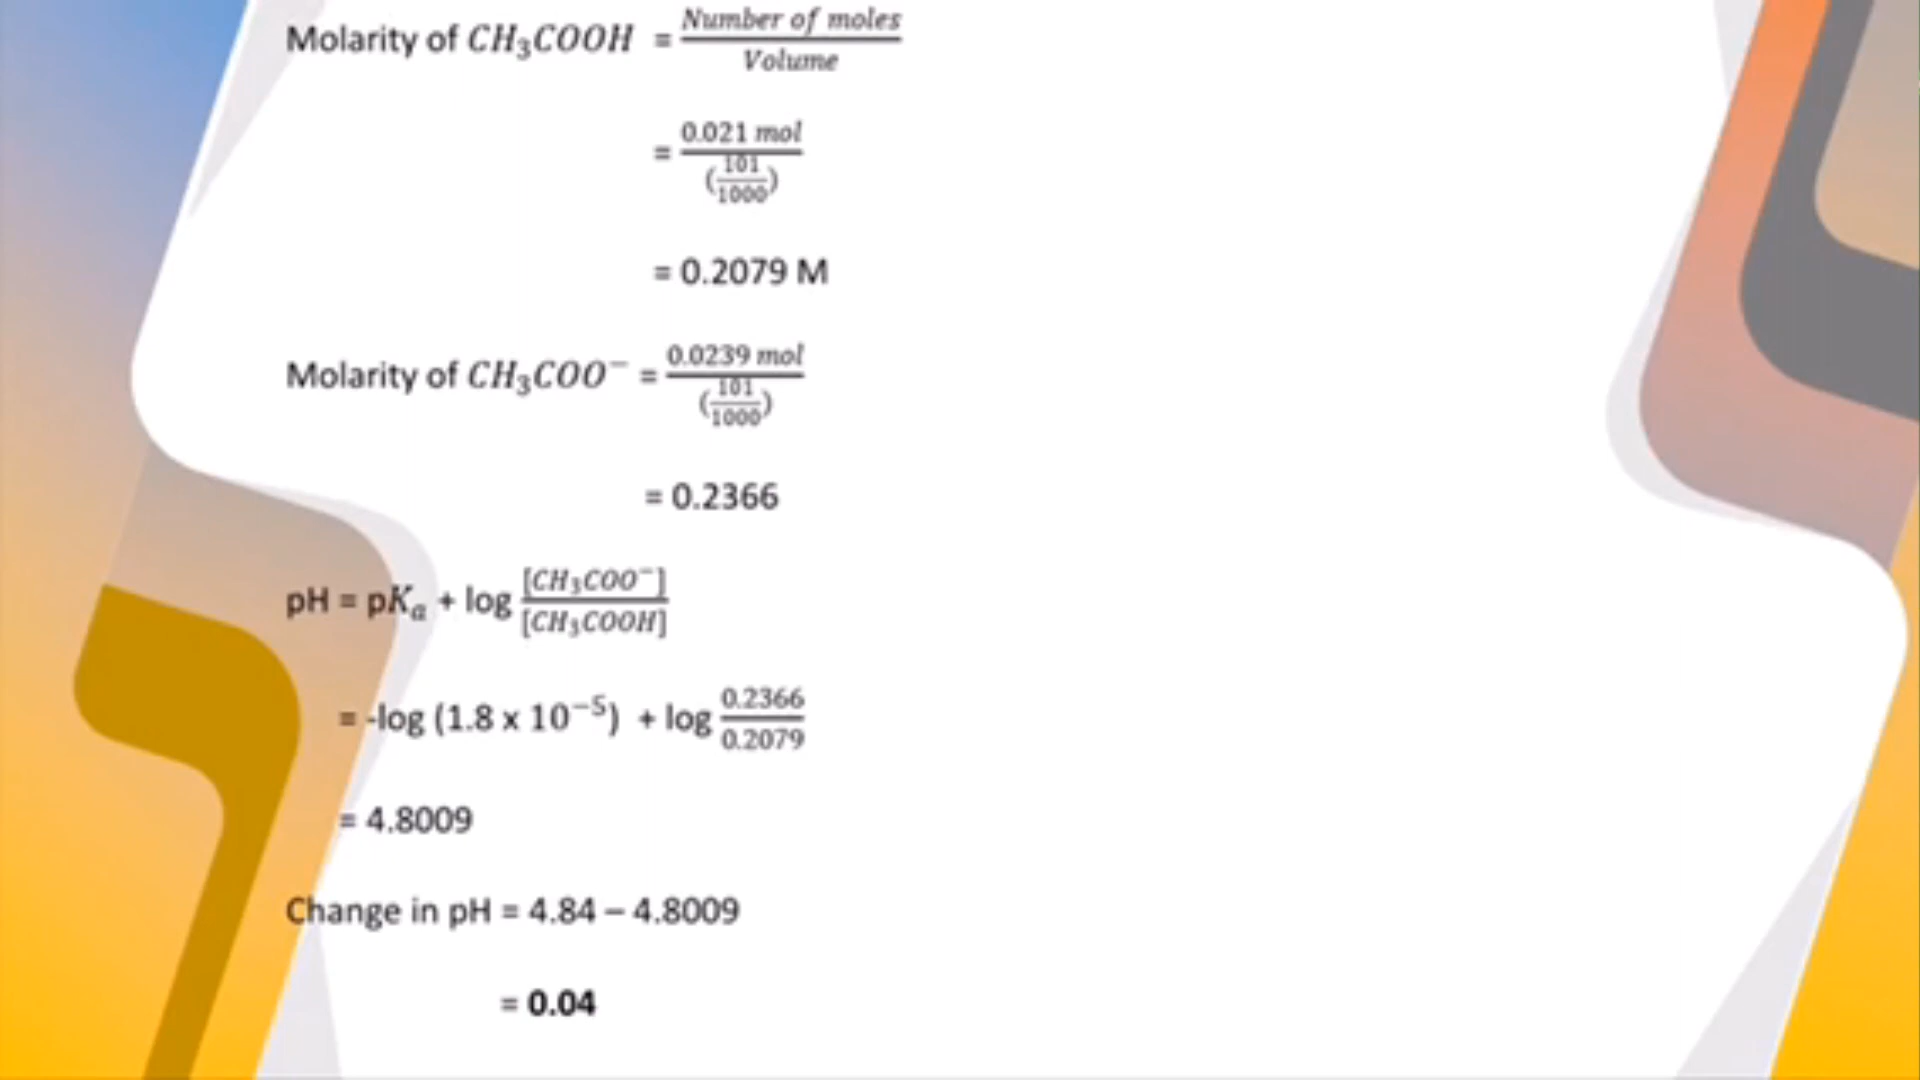 Molarity of CH₃COOH = Number of moles / Volume
= 0.021 mol / (101/1000)
= 0.2079 M
Molarity of CH₃COO⁻ = 0.0239 mol / (101/1000)
= 0.2366
pH = pKₐ + log [CH₃COO⁻] / [CH₃COOH]
= -log (1.8 x 10⁻⁵) + log 0.2366 / 0.2079
= 4.8009
Change in pH = 4.84 – 4.8009
= 0.04